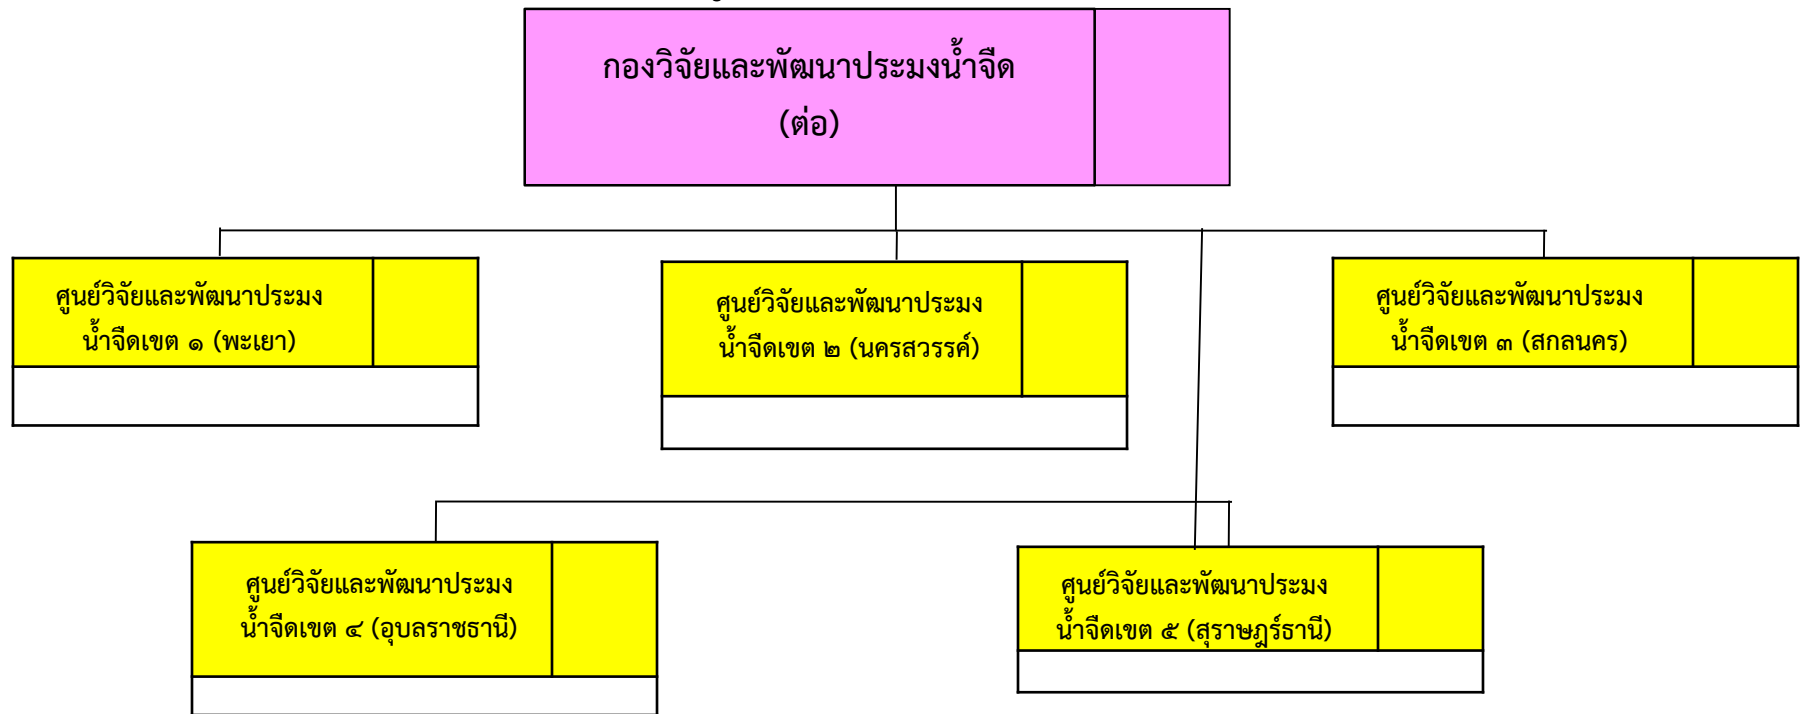 กองวิจัยและพัฒนาประมงน้ำจืด
(ต่อ)
ศูนย์วิจัยและพัฒนาประมง
น้ำจืดเขต ๑ (พะเยา)
ศูนย์วิจัยและพัฒนาประมง
น้ำจืดเขต ๒ (นครสวรรค์)
ศูนย์วิจัยและพัฒนาประมง
น้ำจืดเขต ๓ (สกลนคร)
ศูนย์วิจัยและพัฒนาประมง
น้ำจืดเขต ๔ (อุบลราชธานี)
ศูนย์วิจัยและพัฒนาประมง
น้ำจืดเขต ๕ (สุราษฎร์ธานี)